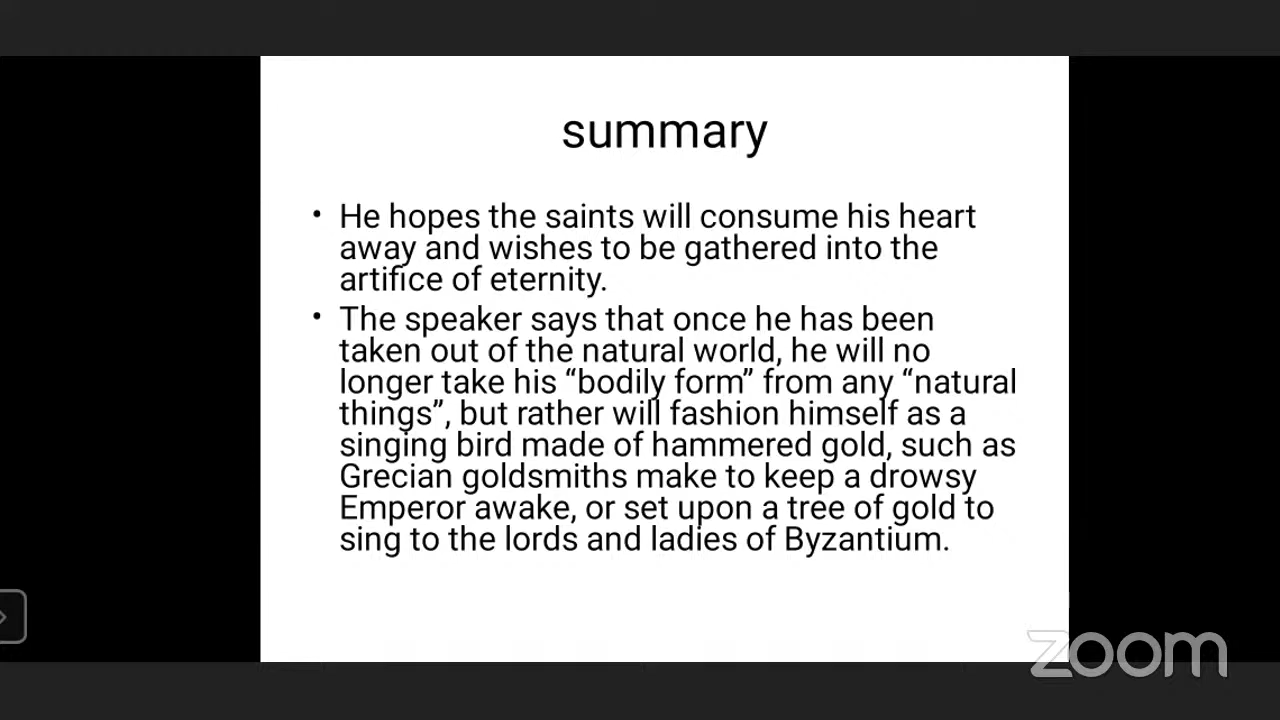 summary
• He hopes the saints will consume his heart
away and wishes to be gathered into the
artifice of eternity.
• The speaker says that once he has been
taken out of the natural world, he will no
longer take his “bodily form” from any “natural
things”, but rather will fashion himself as a
singing bird made of hammered gold, such as
Grecian goldsmiths make to keep a drowsy
Emperor awake, or set upon a tree of gold to
sing to the lords and ladies of Byzantium.
zoom